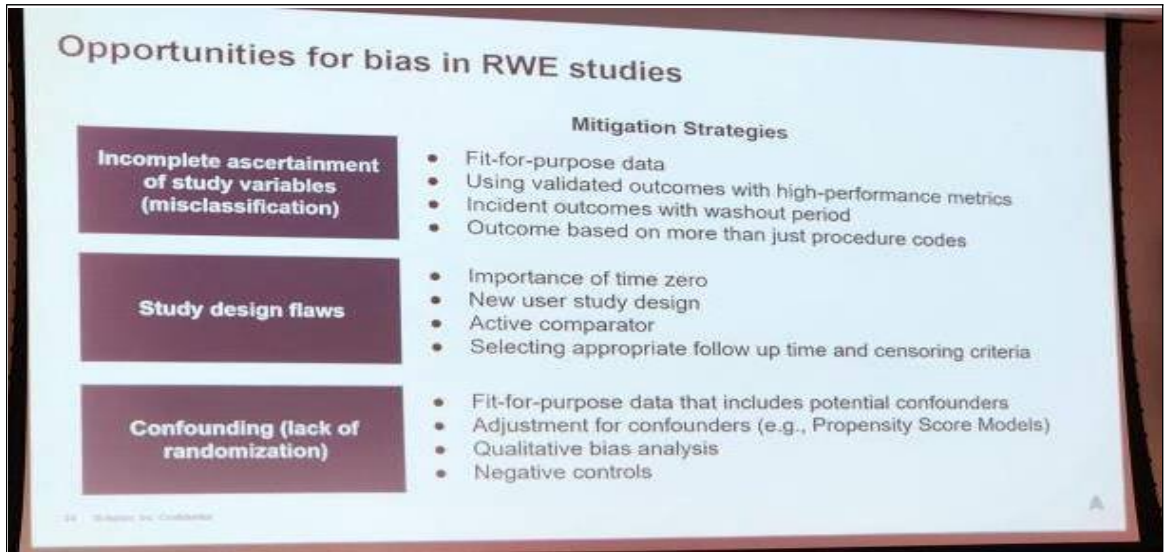 Opportunities for bias in RWE studies
Mitigation Strategies
Incomplete ascertainment
of study variables
(misclassification)
• Fit-for-purpose data
• Using validated outcomes with high-performance metrics
• Incident outcomes with washout period
• Outcome based on more than just procedure codes
Study design flaws
• Importance of time zero
• New user study design
• Active comparator
• Selecting appropriate follow up time and censoring criteria
Confounding (lack of
randomization)
• Fit-for-purpose data that includes potential confounders
• Adjustment for confounders (e.g., Propensity Score Models)
• Qualitative bias analysis
• Negative controls
A